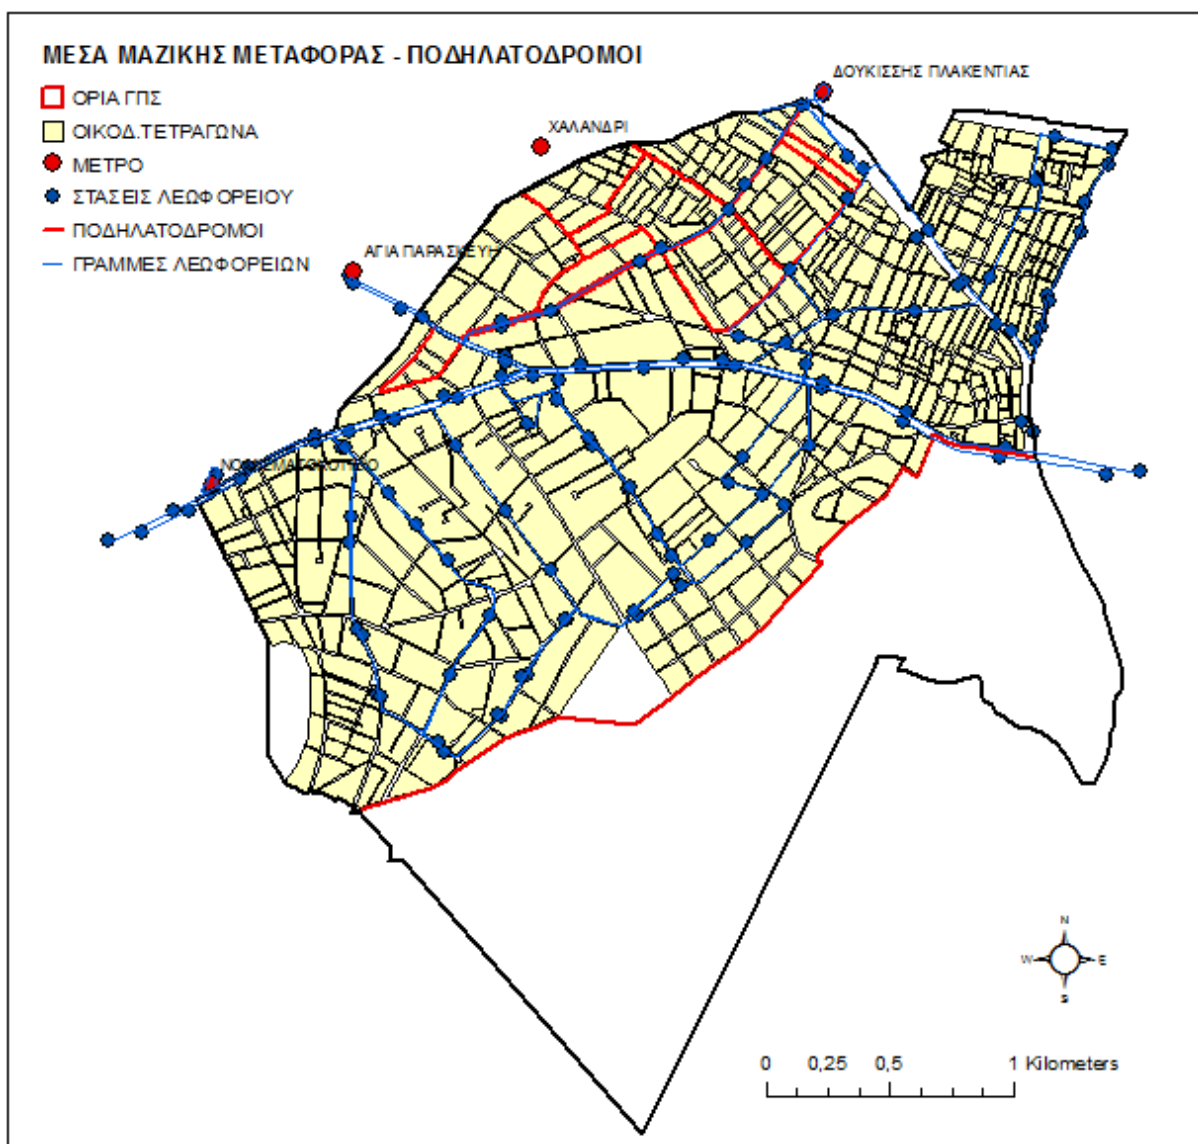 ΜΕΣΑ ΜΑΖΙΚΗΣ ΜΕΤΑΦΟΡΑΣ - ΠΟΔΗΛΑΤΟΔΡΟΜΟΙ
ΟΡΙΑ ΓΠΣ
ΟΙΚΟΔ.ΤΕΤΡΑΓΩΝΑ
ΜΕΤΡΟ
ΣΤΑΣΕΙΣ ΛΕΩΦΟΡΕΙΟΥ
ΠΟΔΗΛΑΤΟΔΡΟΜΟΙ
ΓΡΑΜΜΕΣ ΛΕΩΦΟΡΕΙΩΝ
ΔΟΥΚΙΣΣΗΣ ΠΛΑΚΕΝΤΙΑΣ
ΧΑΛΑΝΔΡΙ
ΑΓΙΑ ΠΑΡΑΣΚΕΥΗ
N
W E
S
0 0,25 0,5 1 Kilometers